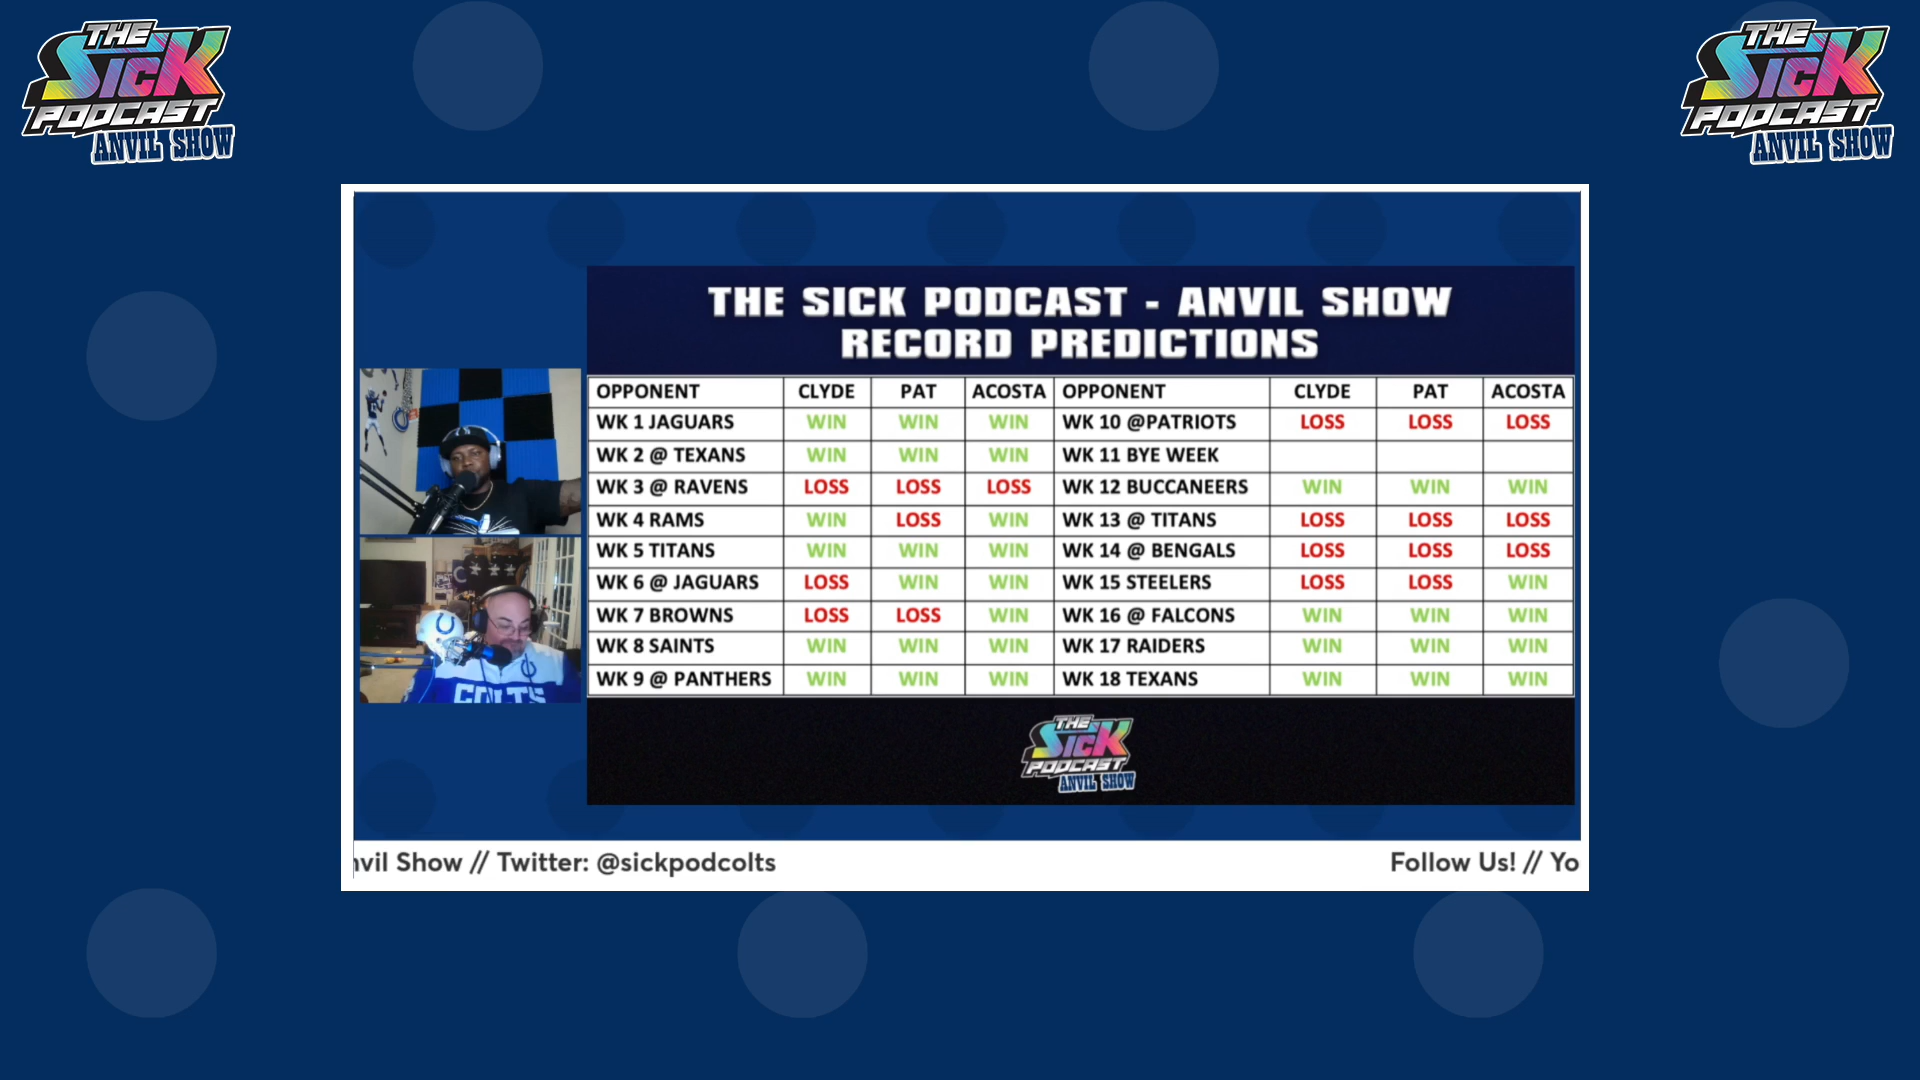 THE SICK PODCAST ANVIL SHOW
THE SICK PODCAST ANVIL SHOW
THE SICK PODCAST - ANVIL SHOW
RECORD PREDICTIONS
OPPONENT CLYDE PAT ACOSTA OPPONENT CLYDE PAT ACOSTA
WK 1 JAGUARS WIN WIN WIN WK 10 @PATRIOTS LOSS LOSS LOSS
WK 2 @ TEXANS WIN WIN WIN WK 11 BYE WEEK
WK 3 @ RAVENS LOSS LOSS LOSS WK 12 BUCCANEERS WIN WIN WIN
WK 4 RAMS WIN LOSS WIN WK 13 @ TITANS LOSS LOSS LOSS
WK 5 TITANS WIN WIN WIN WK 14 @ BENGALS LOSS LOSS LOSS
WK 6 @ JAGUARS LOSS WIN WIN WK 15 STEELERS LOSS LOSS WIN
WK 7 BROWNS LOSS LOSS WIN WK 16 @ FALCONS WIN WIN WIN
WK 8 SAINTS WIN WIN WIN WK 17 RAIDERS WIN WIN WIN
WK 9 @ PANTHERS WIN WIN WIN WK 18 TEXANS WIN WIN WIN
COLTS
THE SICK PODCAST ANVIL SHOW
nvil Show // Twitter: @sickpodcolts Follow Us! // Yo